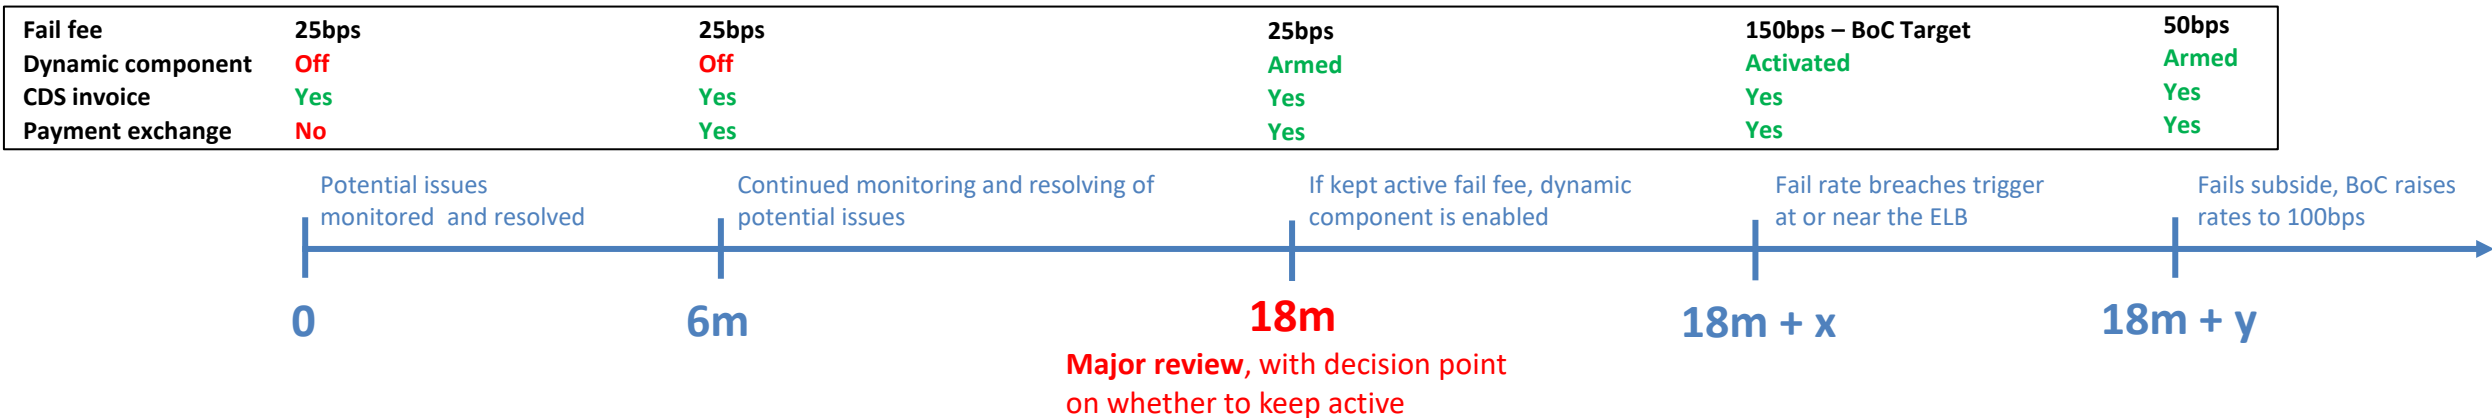 Fail fee 25bps 25bps 25bps 150bps – BoC Target 50bps
Dynamic component Off Off Armed Activated Armed
CDS invoice Yes Yes Yes Yes Yes
Payment exchange No Yes Yes Yes Yes
Potential issues
monitored and resolved
Continued monitoring and resolving of
potential issues
If kept active fail fee, dynamic
component is enabled
Fail rate breaches trigger
at or near the ELB
Fails subside, BoC raises
rates to 100bps
0
6m
18m
18m + x
18m + y
Major review, with decision point
on whether to keep active